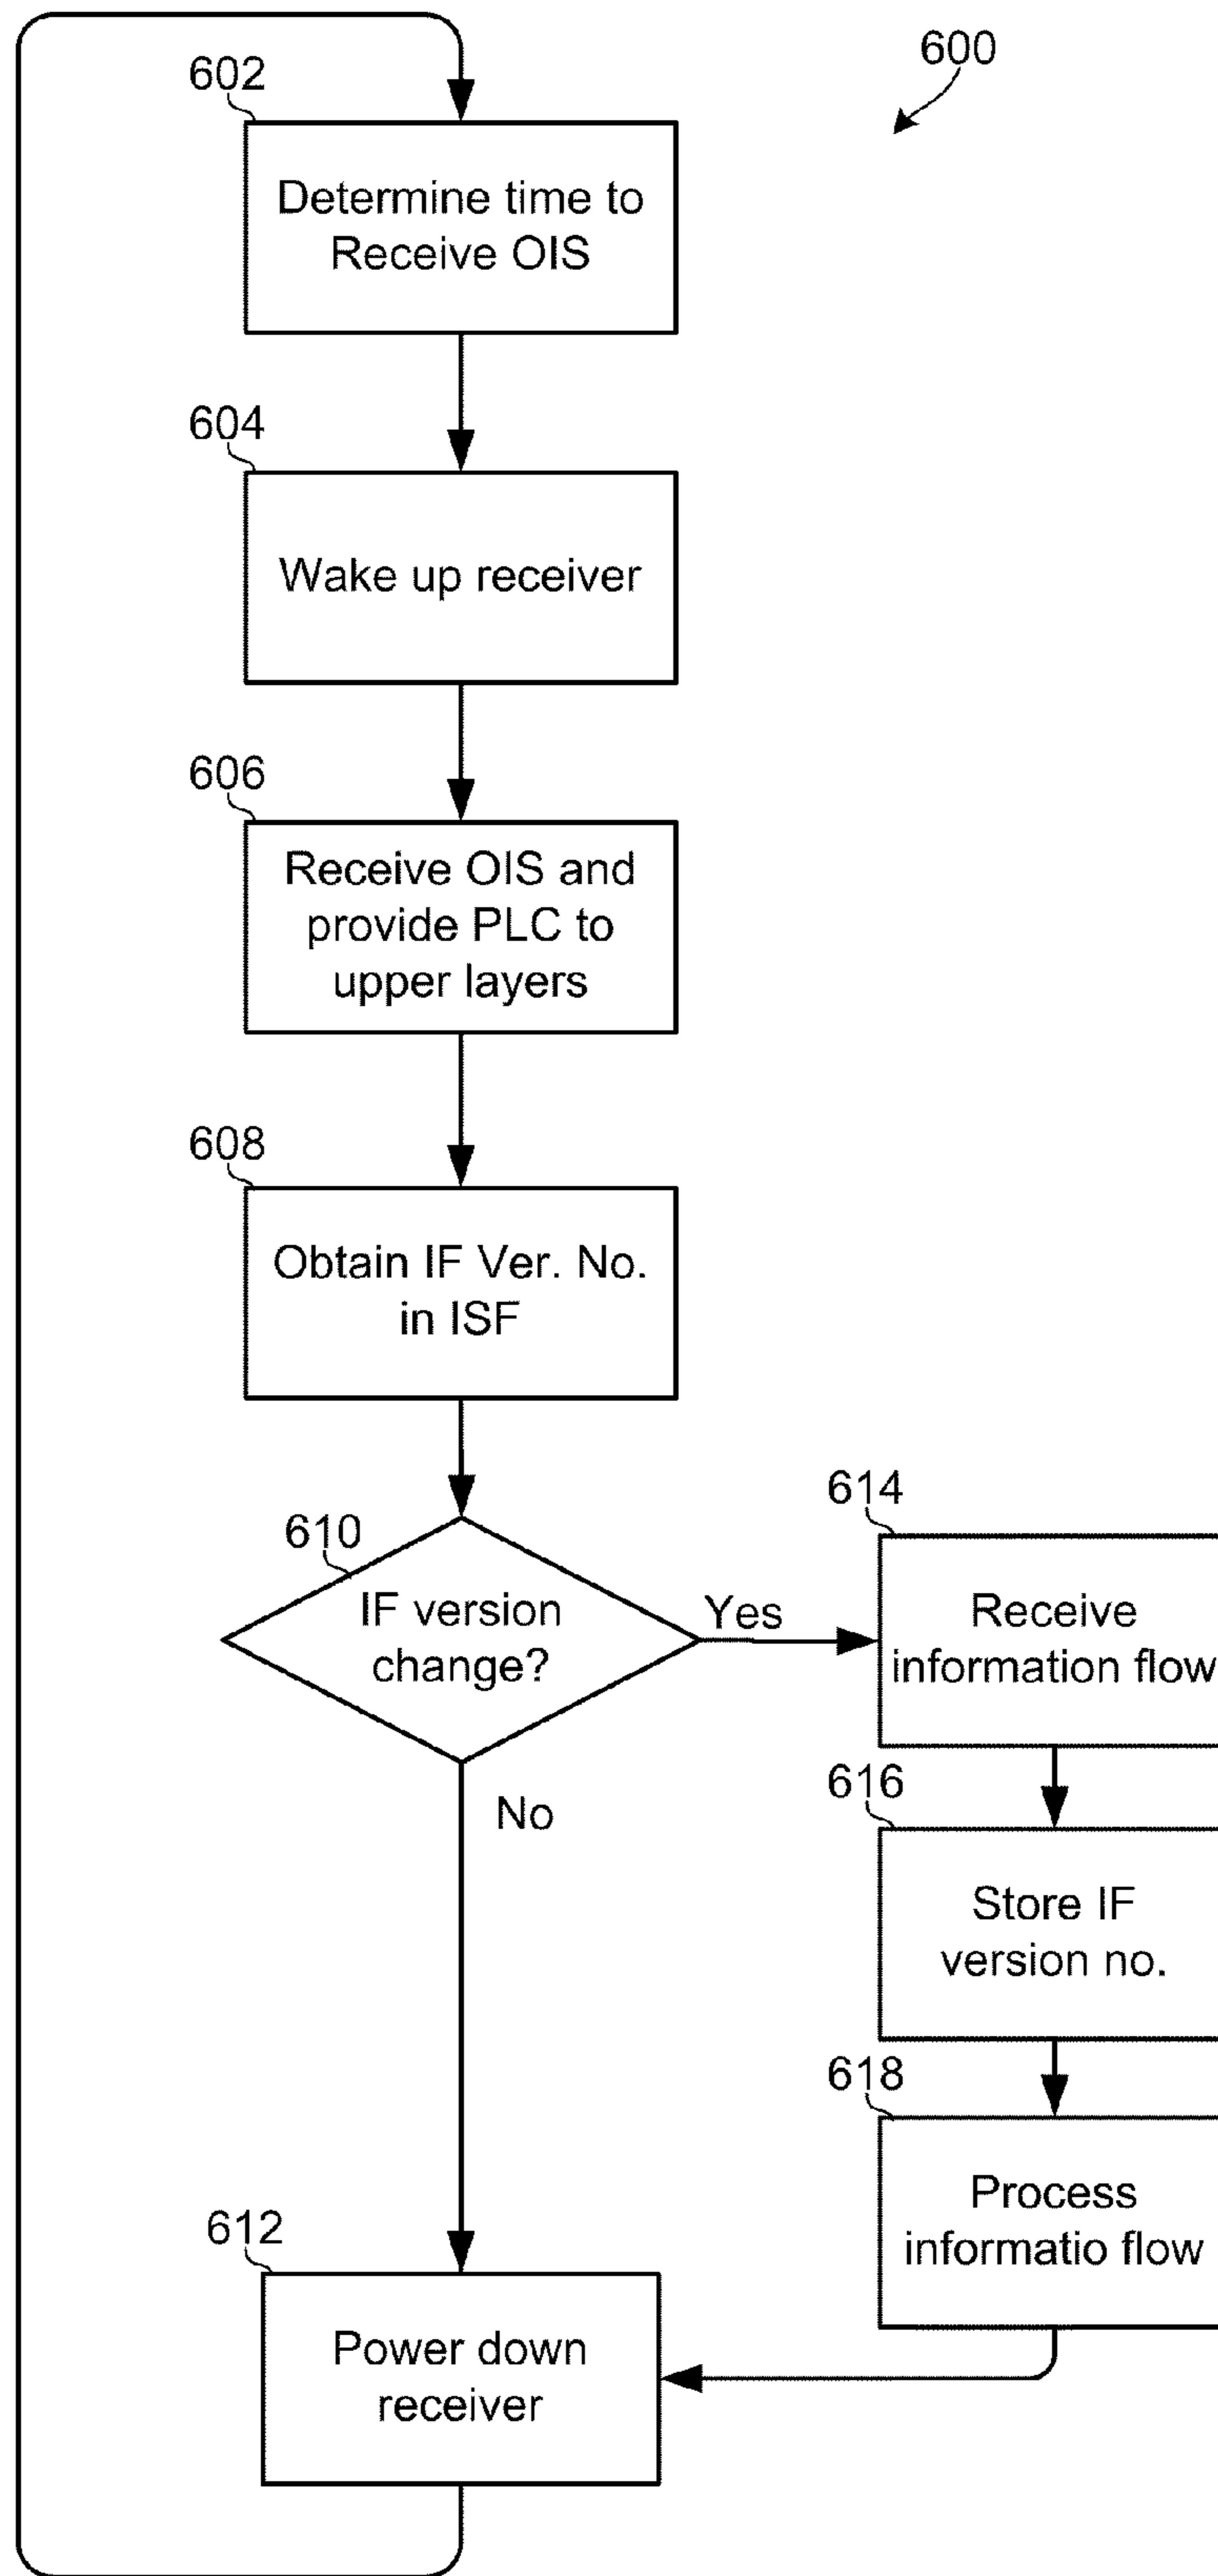 600
602
Determine time to
Receive OIS
604
Wake up receiver
606
Receive OIS and
provide PLC to
upper layers
608
Obtain IF Ver. No.
in ISF
610
IF version
change?
Yes
No
614
Receive
information flow
616
Store IF
version no.
618
Process
informatio flow
612
Power down
receiver